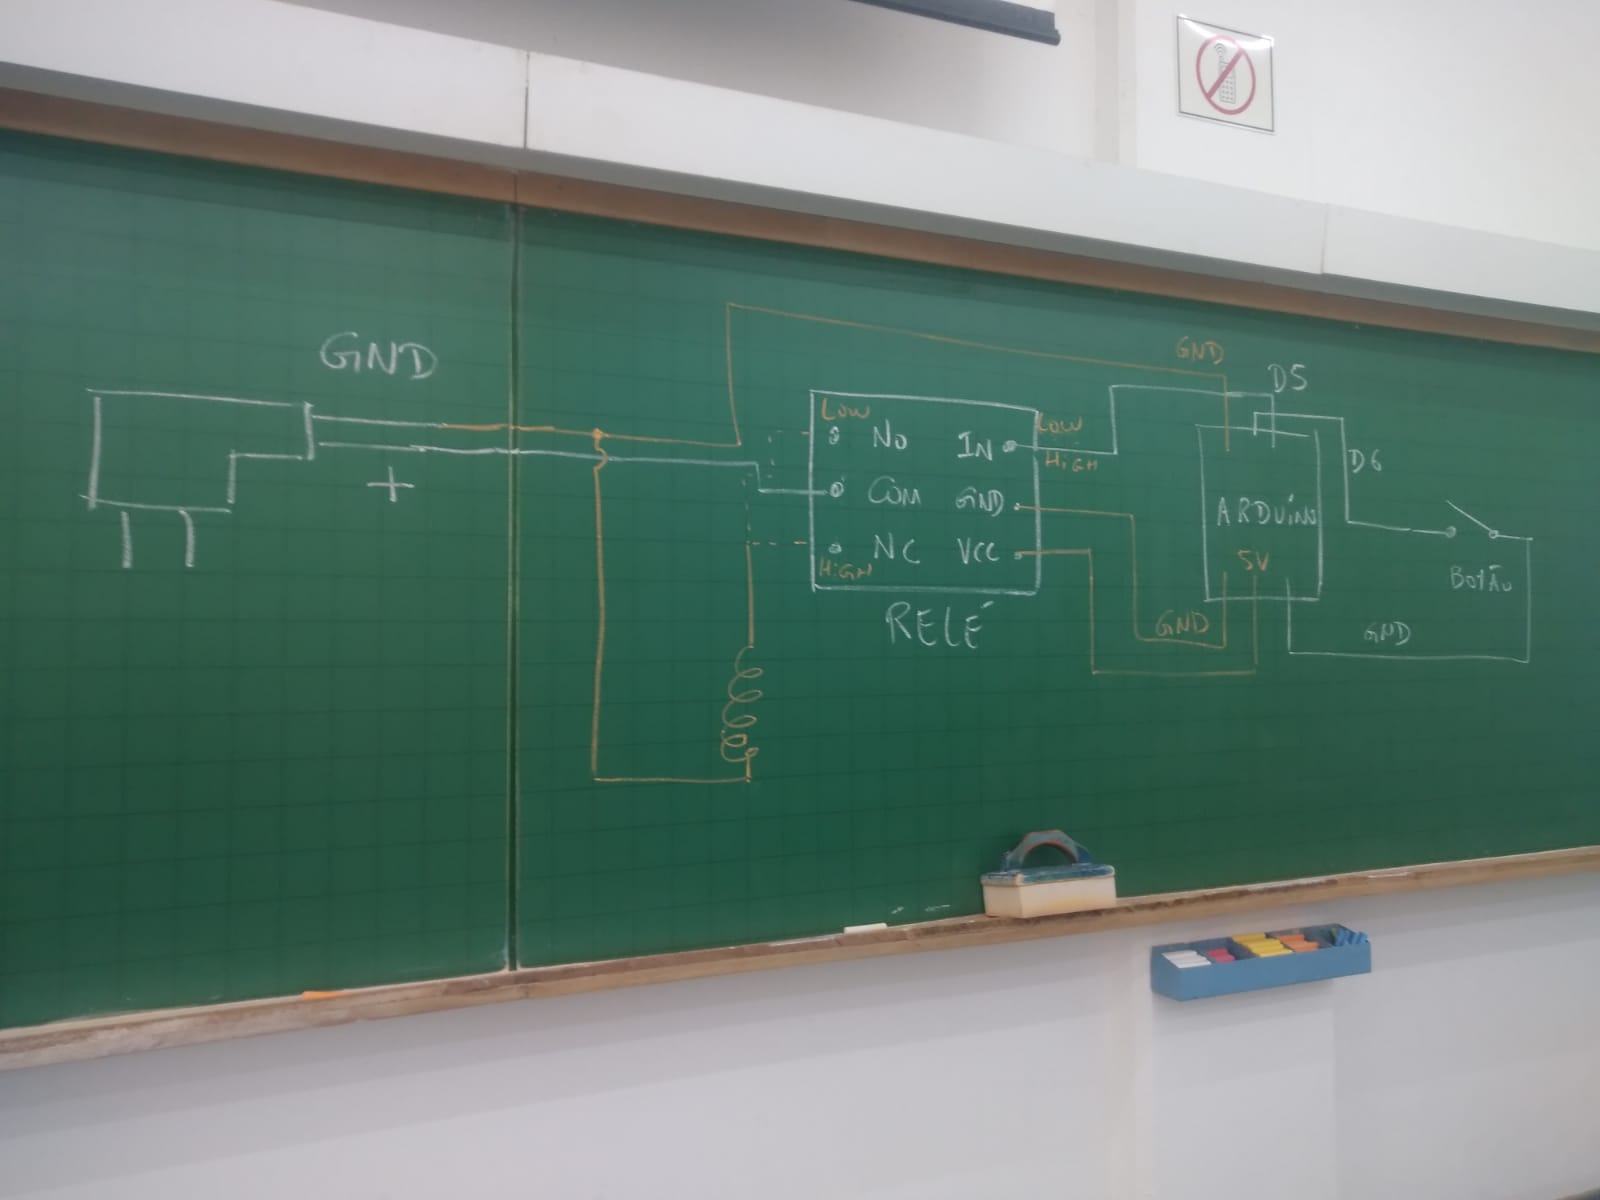 GND
+
GND
D5
LOW
NO
IN
LOW
HiGH
D6
COM
GND
ARDUiNO
NC
VCC
HiGH
5V
BOTÃO
RELÉ
GND
GND